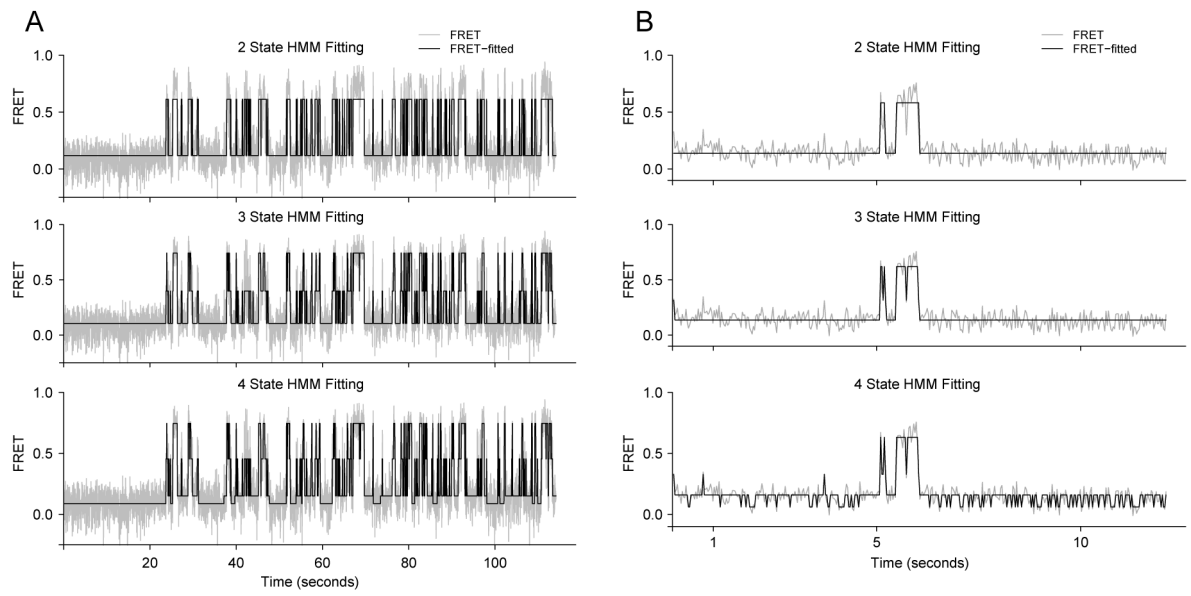 A
2 State HMM Fitting
FRET
FRET-fitted
1.0
0.5
0.0
FRET
3 State HMM Fitting
1.0
0.5
0.0
FRET
4 State HMM Fitting
1.0
0.5
0.0
FRET
20 40 60 80 100
Time (seconds)
B
2 State HMM Fitting
FRET
FRET-fitted
1.0
0.5
0.0
FRET
3 State HMM Fitting
1.0
0.5
0.0
FRET
4 State HMM Fitting
1.0
0.5
0.0
FRET
1 5 10
Time (seconds)